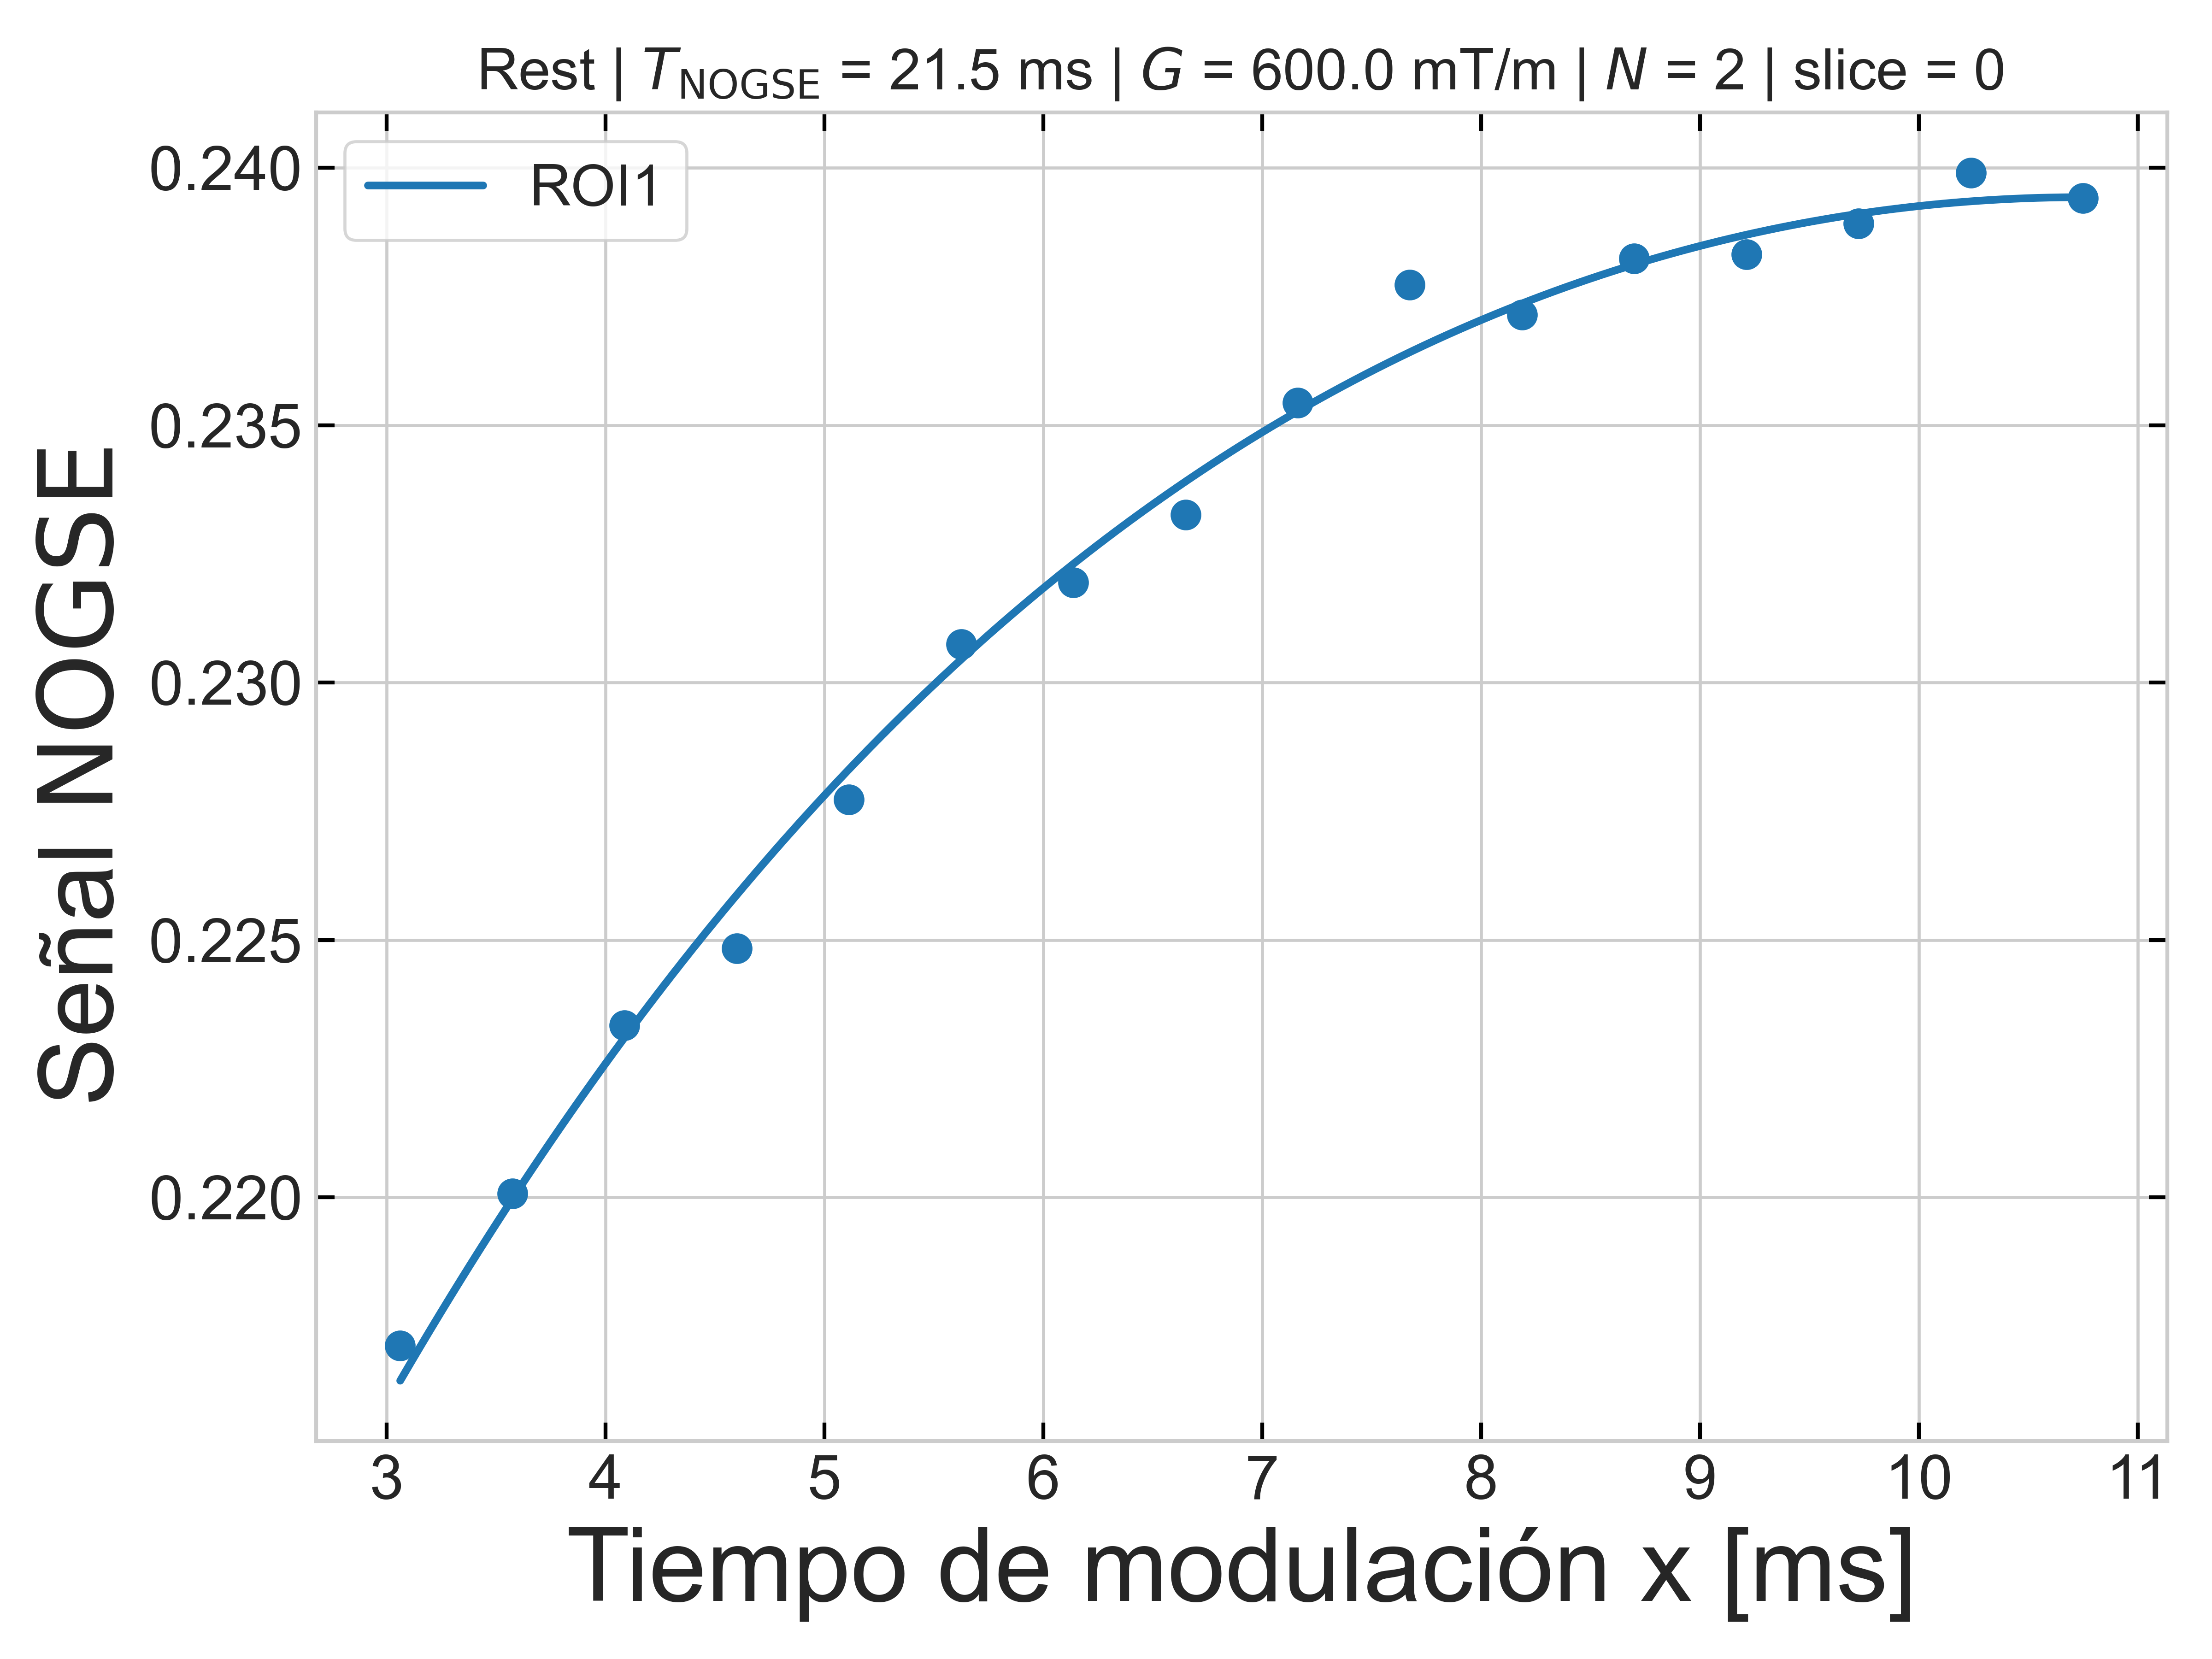 Rest | T_NOGSE = 21.5 ms | G = 600.0 mT/m | N = 2 | slice = 0
ROI1
Señal NOGSE
0.240
0.235
0.230
0.225
0.220
3 4 5 6 7 8 9 10 11
Tiempo de modulación x [ms]